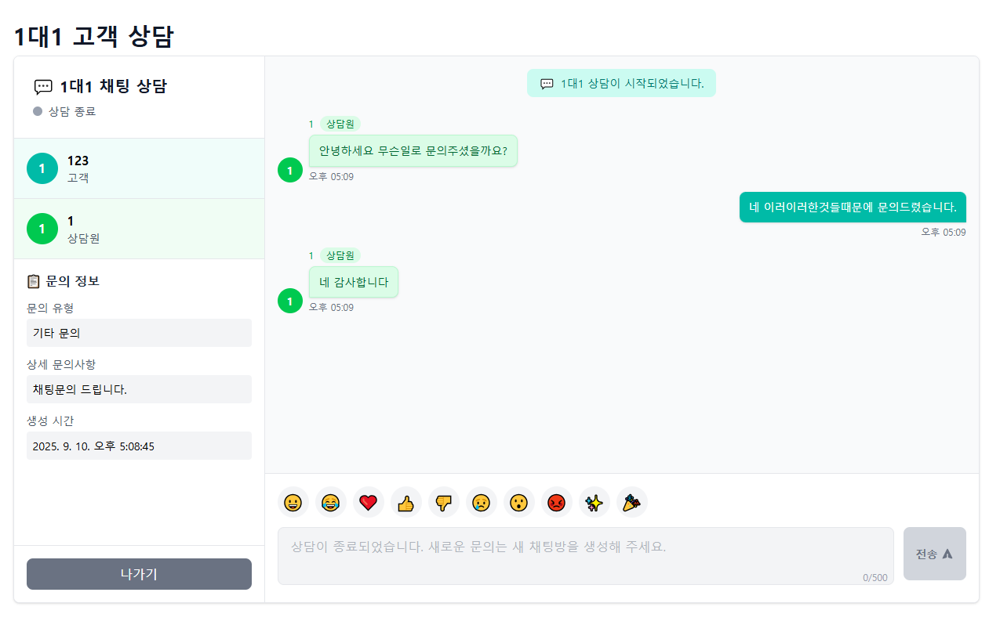 1대1 고객 상담
1대1 채팅 상담
상담 종료
1
123
고객
1
1
상담원
문의 정보
문의 유형
기타 문의
상세 문의사항
채팅문의 드립니다.
생성 시간
2025. 9. 10. 오후 5:08:45
나가기
1대1 상담이 시작되었습니다.
1 상담원
안녕하세요 무슨일로 문의주셨을까요?
1
오후 05:09
네 이러이러한것들때문에 문의드렸습니다.
오후 05:09
1 상담원
네 감사합니다
1
오후 05:09
상담이 종료되었습니다. 새로운 문의는 새 채팅방을 생성해 주세요.
0/500
전송